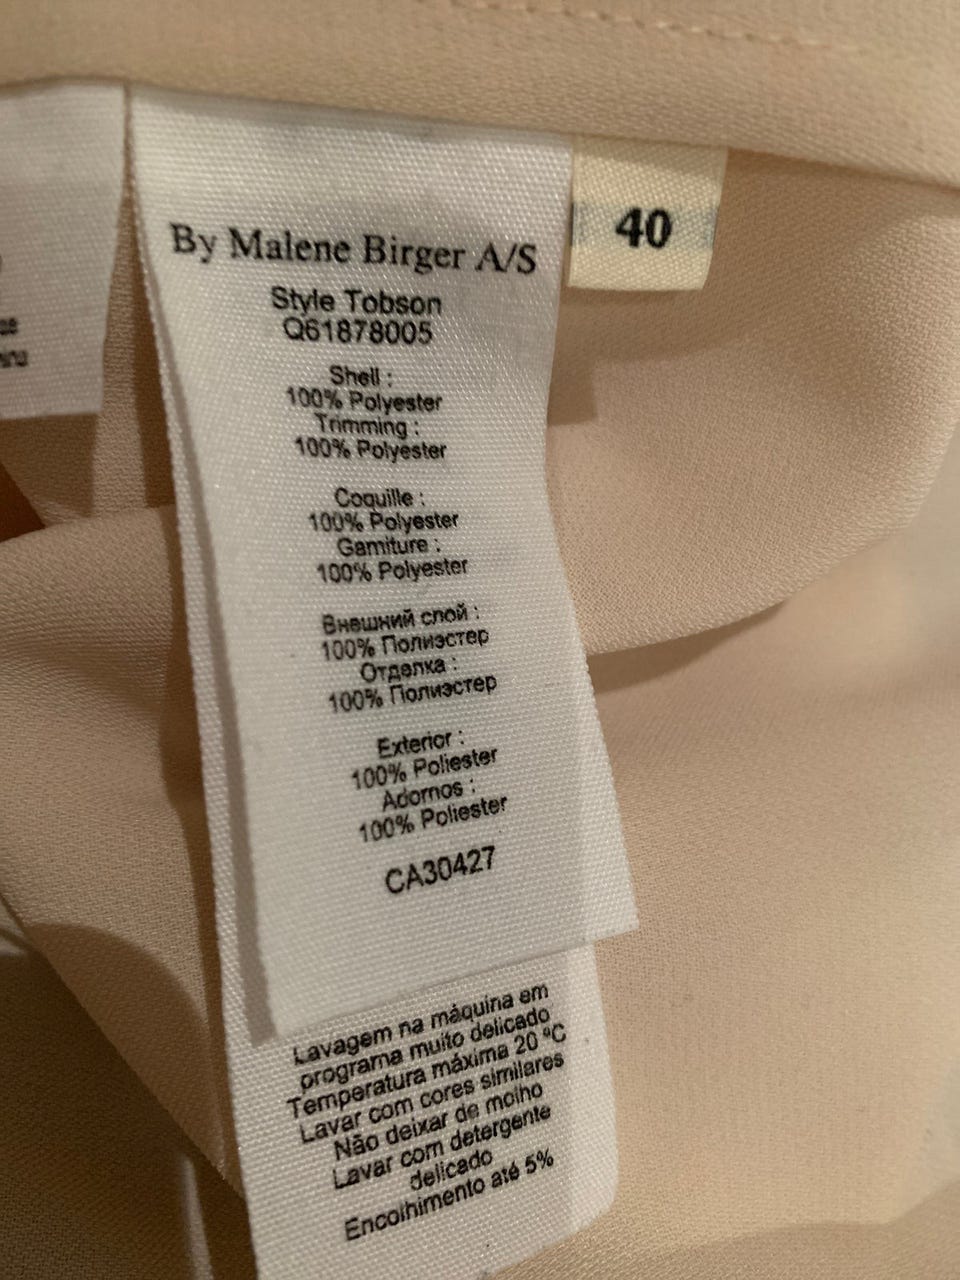 By Malene Birger A/S
40
Style Tobson
Q61878005
Shell :
100% Polyester
Trimming :
100% Polyester
Coquille :
100% Polyester
Garniture :
100% Polyester
Внешний слой :
100% Полиэстер
Отделка :
100% Полиэстер
Exterior :
100% Poliester
Adornos :
100% Poliester
CA30427
Lavagem na máquina em
programa muito delicado
Temperatura máxima 20 ºC
Lavar com cores similares
Não deixar de molho
Lavar com detergente
delicado
Encolhimento até 5%